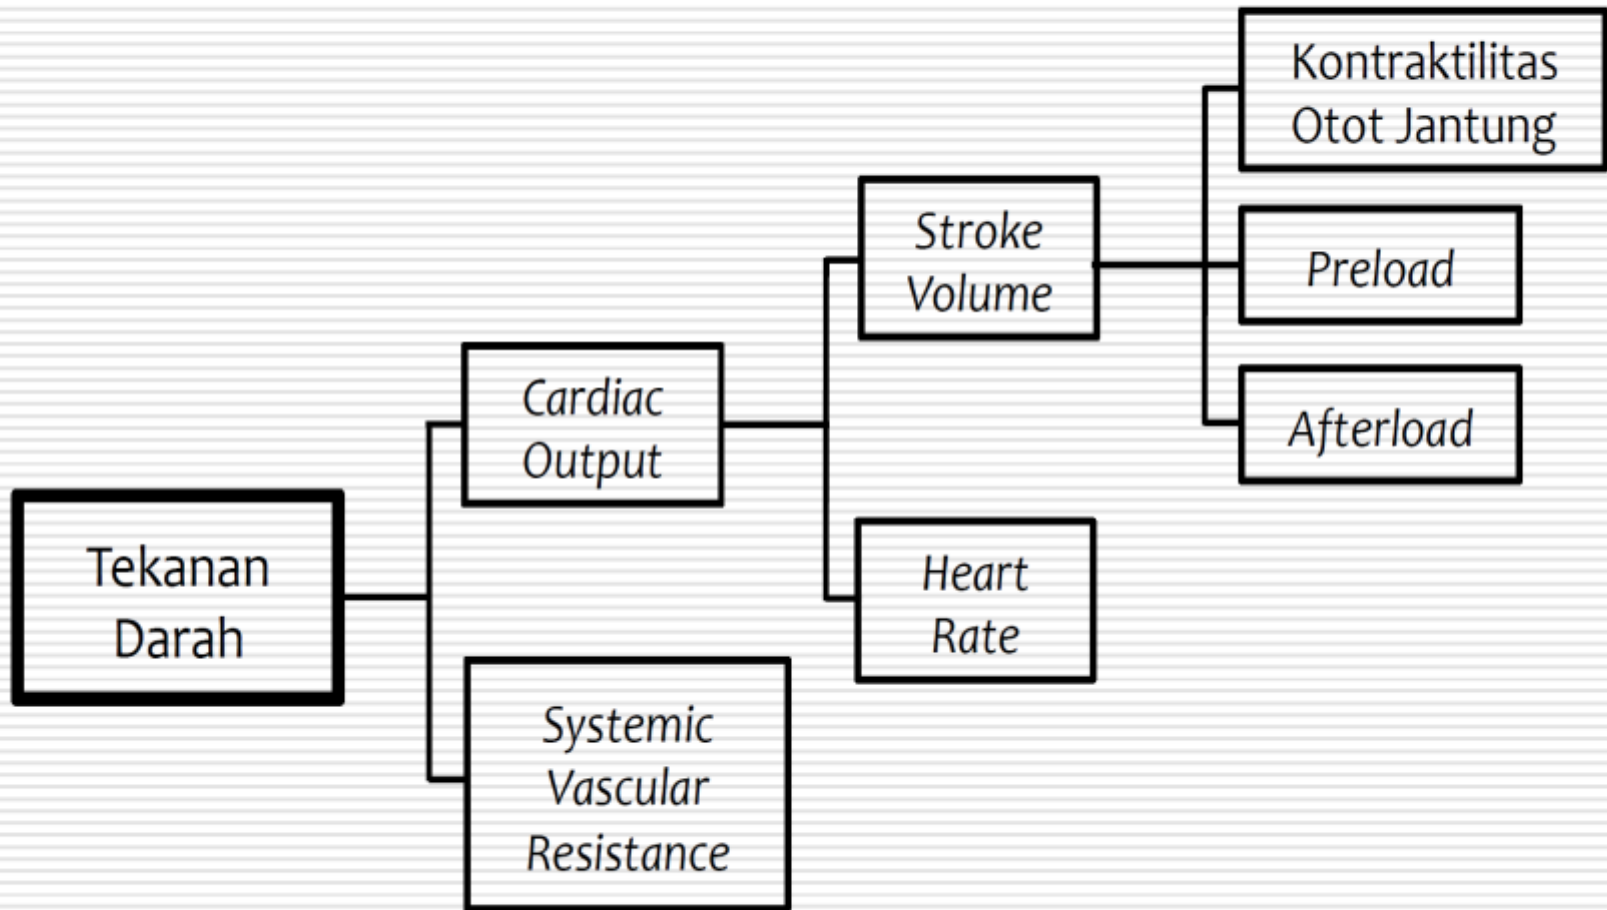 Kontraktilitas
Otot Jantung
Stroke
Volume
Preload
Cardiac
Output
Afterload
Tekanan
Darah
Heart
Rate
Systemic
Vascular
Resistance